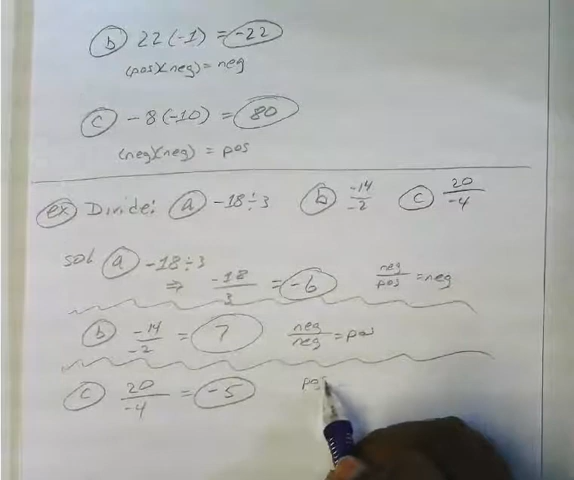 b 22(-1) = -22
(pos)(neg) = neg
c -8(-10) = 80
(neg)(neg) = pos
ex Divide: a -18÷3 b -14/-2 c 20/-4
sol a -18÷3
⇒ -18/3 = -6 neg/pos = neg
b -14/-2 = 7 neg/neg = pos
c 20/-4 = -5 pos